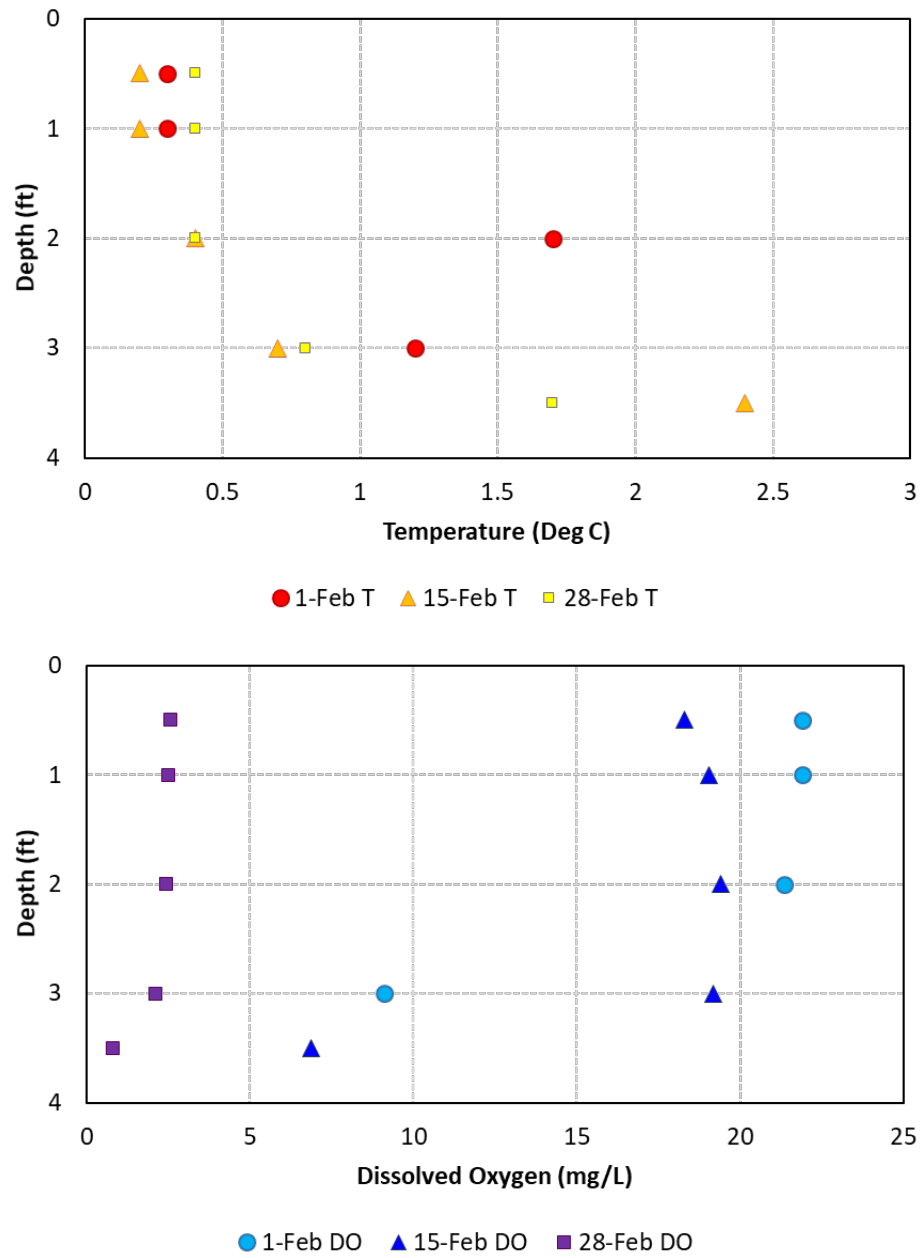 0
1
2
3
4
Depth (ft)
0 0.5 1 1.5 2 2.5 3
Temperature (Deg C)
1-Feb T 15-Feb T 28-Feb T
0
1
2
3
4
Depth (ft)
0 5 10 15 20 25
Dissolved Oxygen (mg/L)
1-Feb DO 15-Feb DO 28-Feb DO